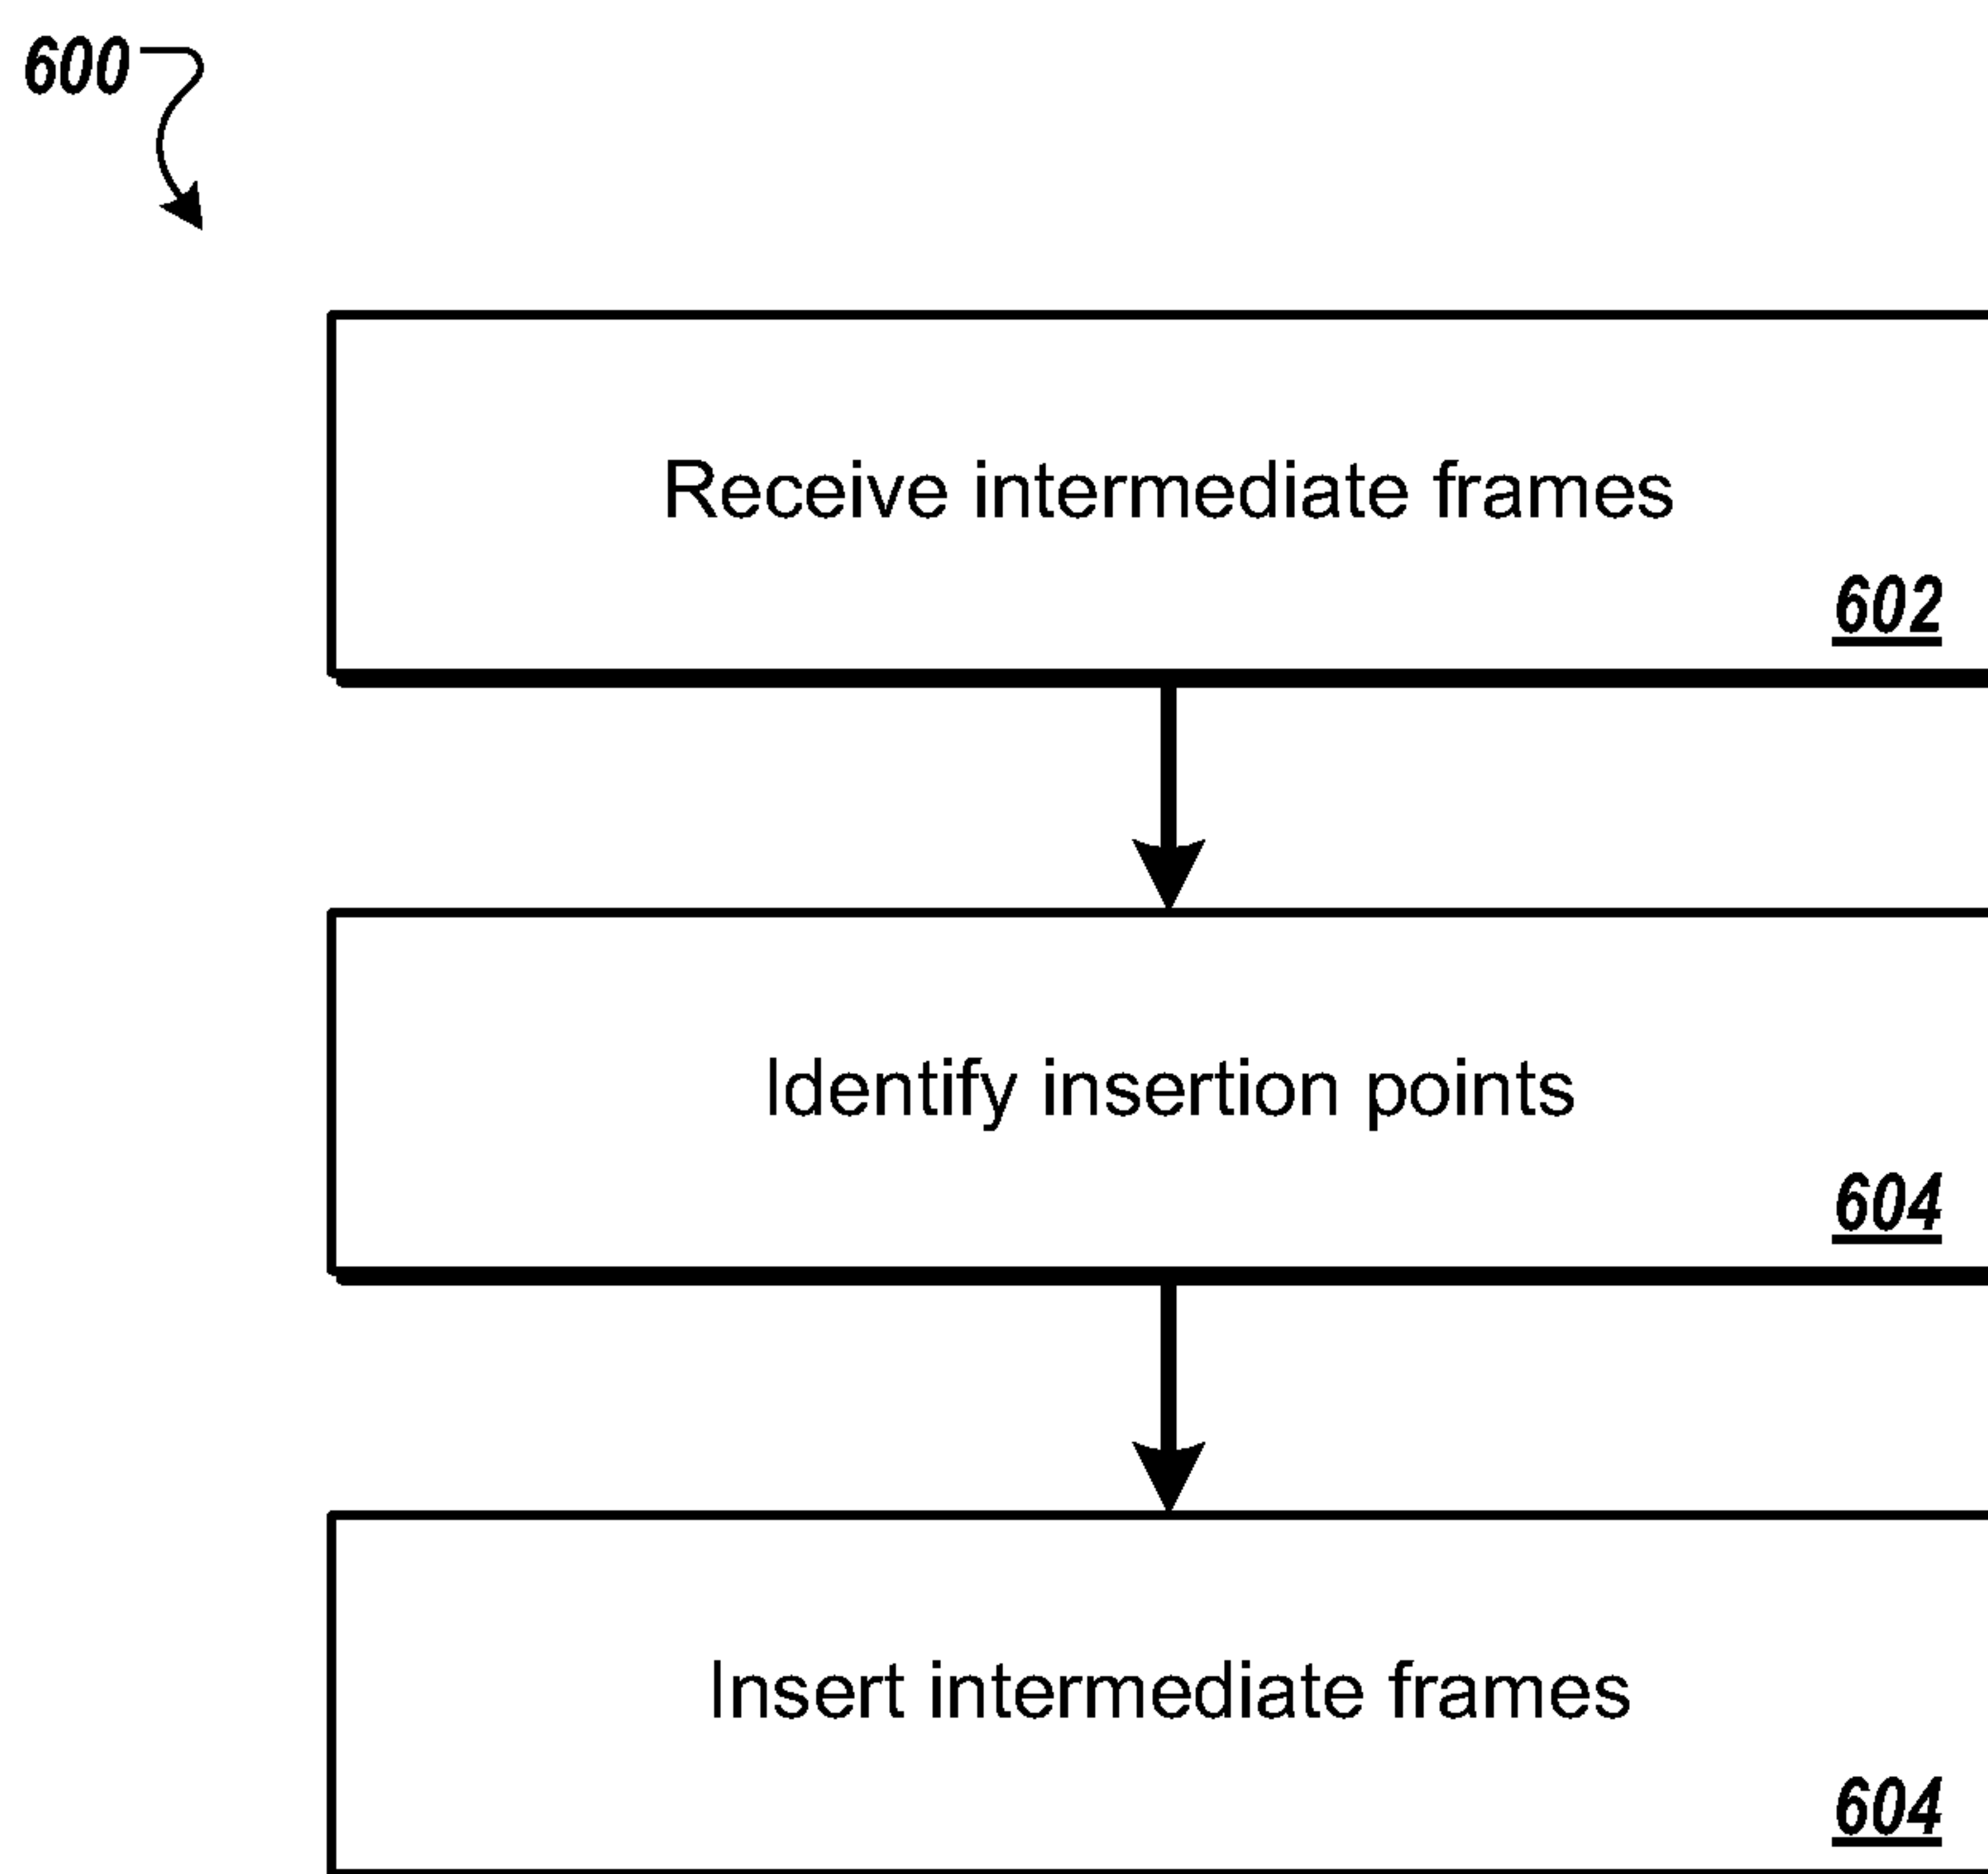 600
Receive intermediate frames
602
Identify insertion points
604
Insert intermediate frames
604